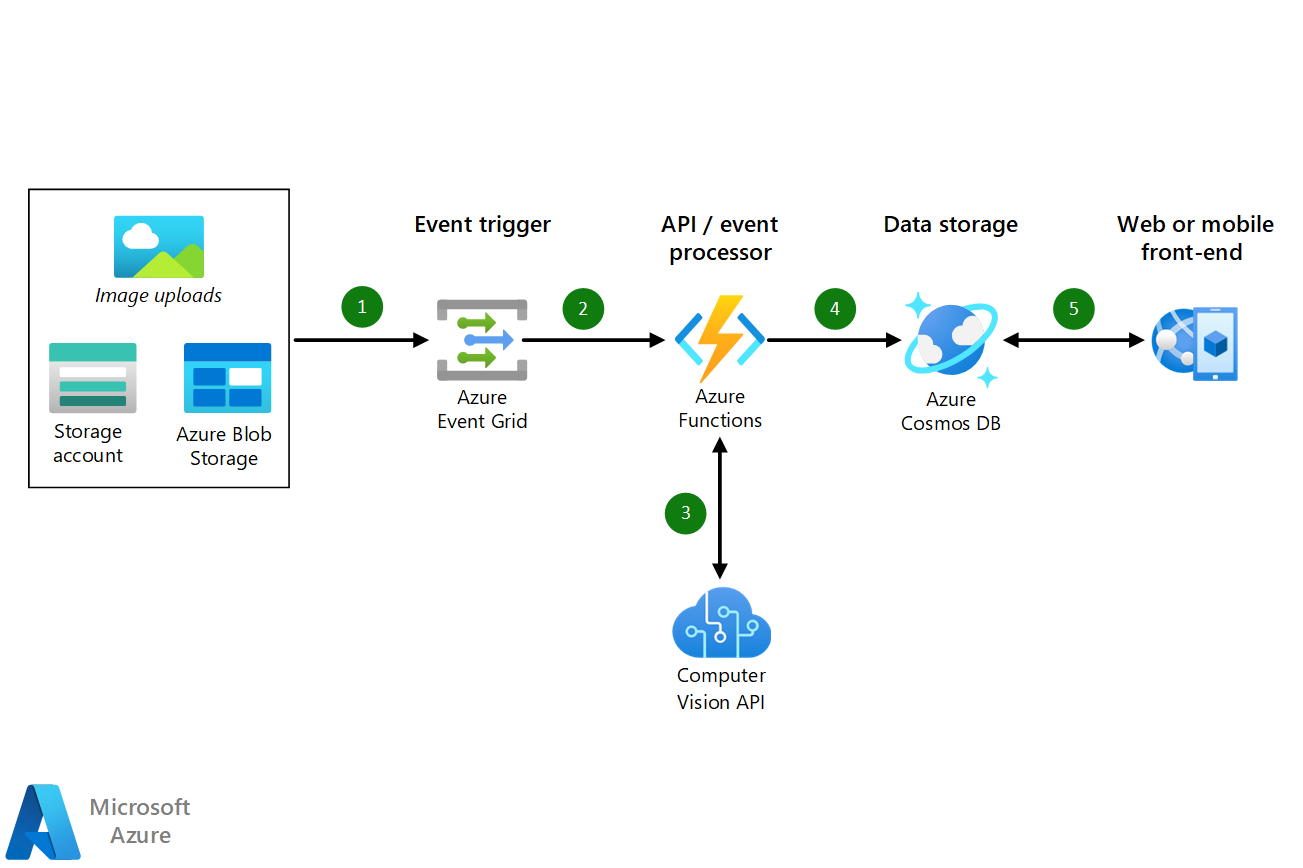 Event trigger
API / event
processor
Data storage
Web or mobile
front-end
Image uploads
1
2
4
5
Storage
account
Azure Blob
Storage
Azure
Event Grid
Azure
Functions
Azure
Cosmos DB
3
Computer
Vision API
Microsoft
Azure